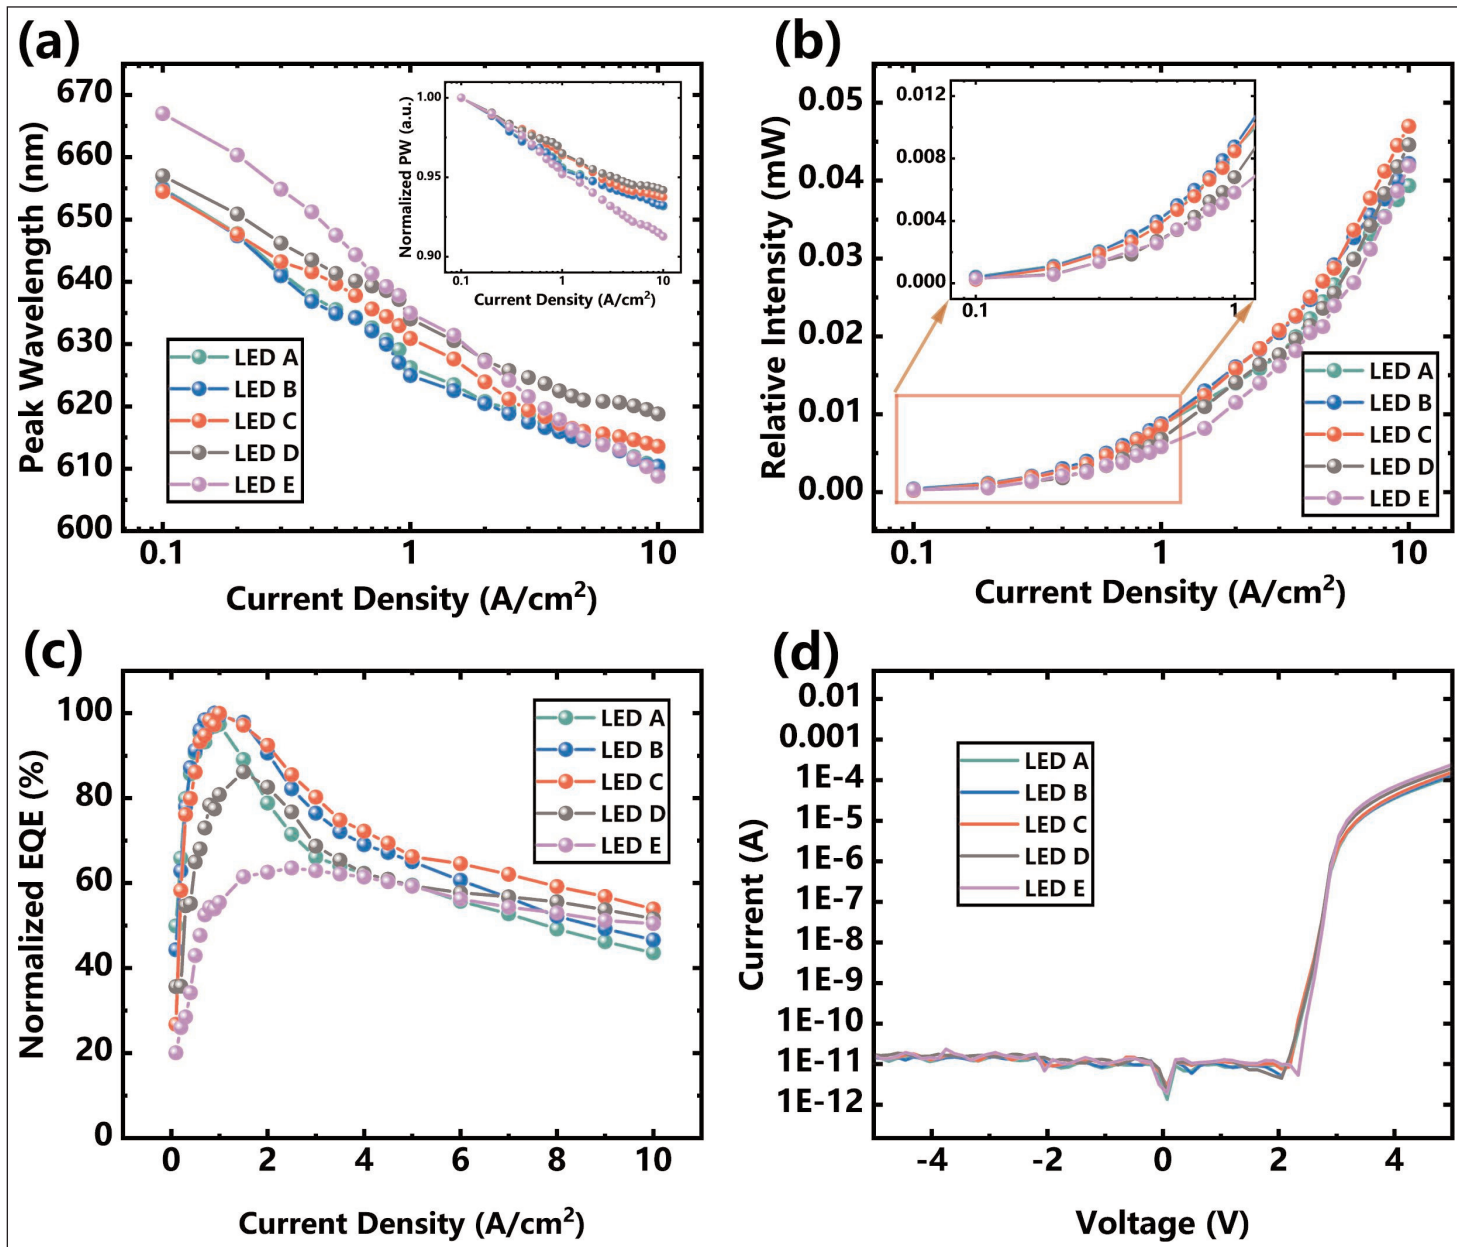 (a)
Peak Wavelength (nm)
670
660
650
640
630
620
610
600
0.1
1
10
Current Density (A/cm²)
LED A
LED B
LED C
LED D
LED E
Normalized PW (a.u.)
1.00
0.95
0.90
0.1
1
10
Current Density (A/cm²)
(b)
Relative Intensity (mW)
0.05
0.04
0.03
0.02
0.01
0.00
0.1
1
10
Current Density (A/cm²)
0.012
0.008
0.004
0.000
0.1
1
LED A
LED B
LED C
LED D
LED E
(c)
Normalized EQE (%)
100
80
60
40
20
0
0
2
4
6
8
10
Current Density (A/cm²)
LED A
LED B
LED C
LED D
LED E
(d)
Current (A)
0.01
0.001
1E-4
1E-5
1E-6
1E-7
1E-8
1E-9
1E-10
1E-11
1E-12
-4
-2
0
2
4
Voltage (V)
LED A
LED B
LED C
LED D
LED E